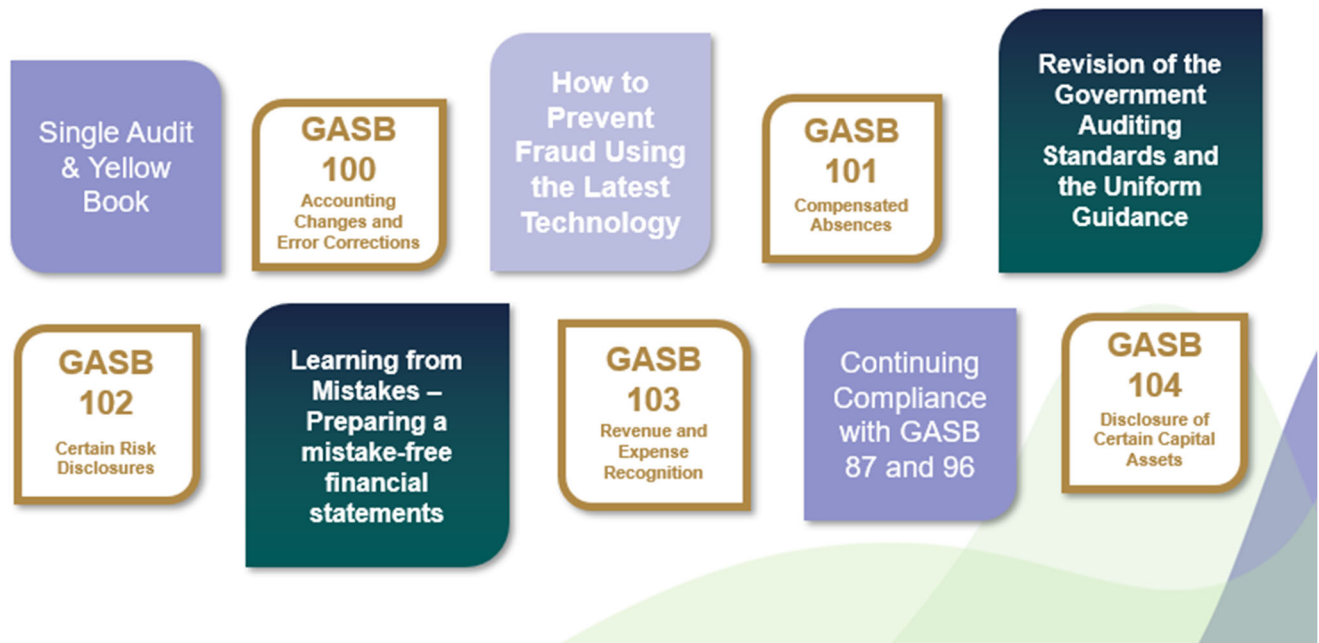 Single Audit
& Yellow
Book
GASB
100
Accounting
Changes and
Error Corrections
How to
Prevent
Fraud Using
the Latest
Technology
GASB
101
Compensated
Absences
Revision of the
Government
Auditing
Standards and
the Uniform
Guidance
GASB
102
Certain Risk
Disclosures
Learning from
Mistakes –
Preparing a
mistake-free
financial
statements
GASB
103
Revenue and
Expense
Recognition
Continuing
Compliance
with GASB
87 and 96
GASB
104
Disclosure of
Certain Capital
Assets